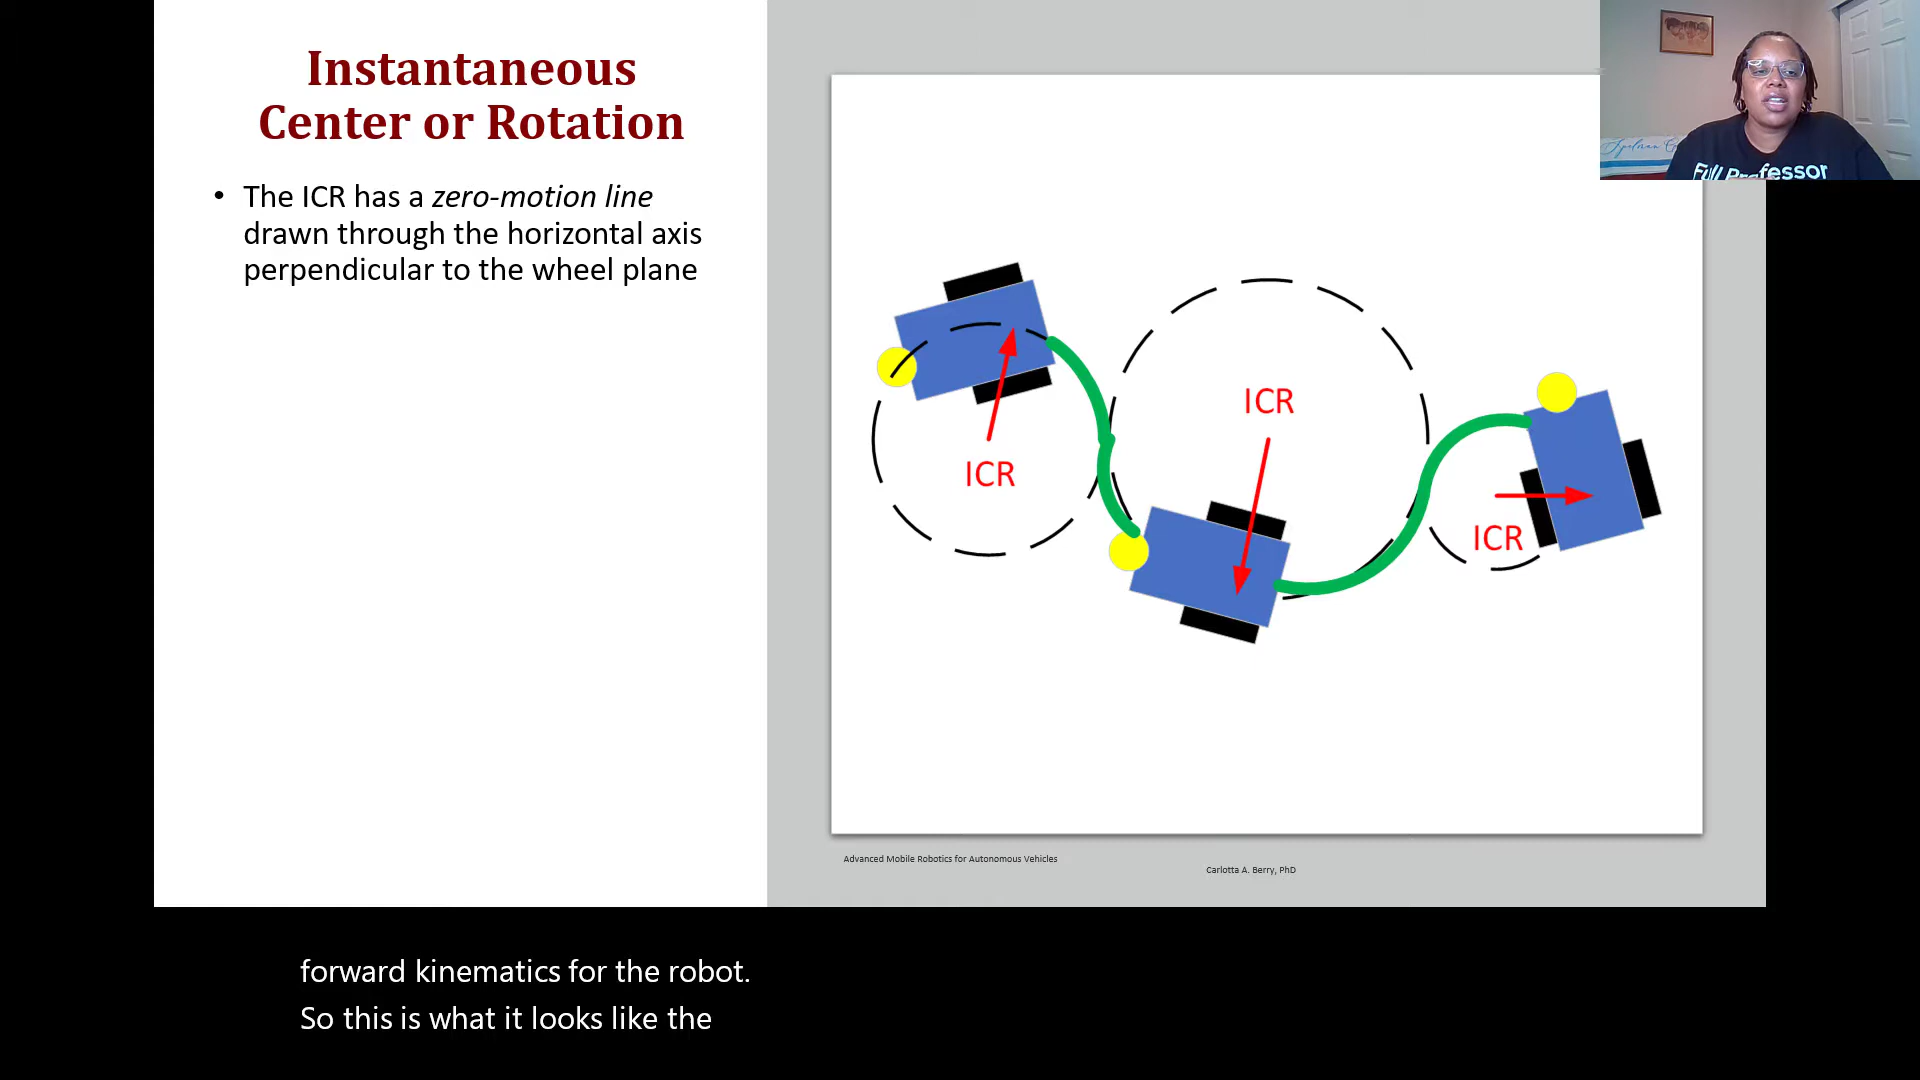 Instantaneous
Center or Rotation
• The ICR has a zero-motion line
drawn through the horizontal axis
perpendicular to the wheel plane
ICR
ICR
ICR
Full Professor
Advanced Mobile Robotics for Autonomous Vehicles
Carlotta A. Berry, PhD
forward kinematics for the robot.
So this is what it looks like the